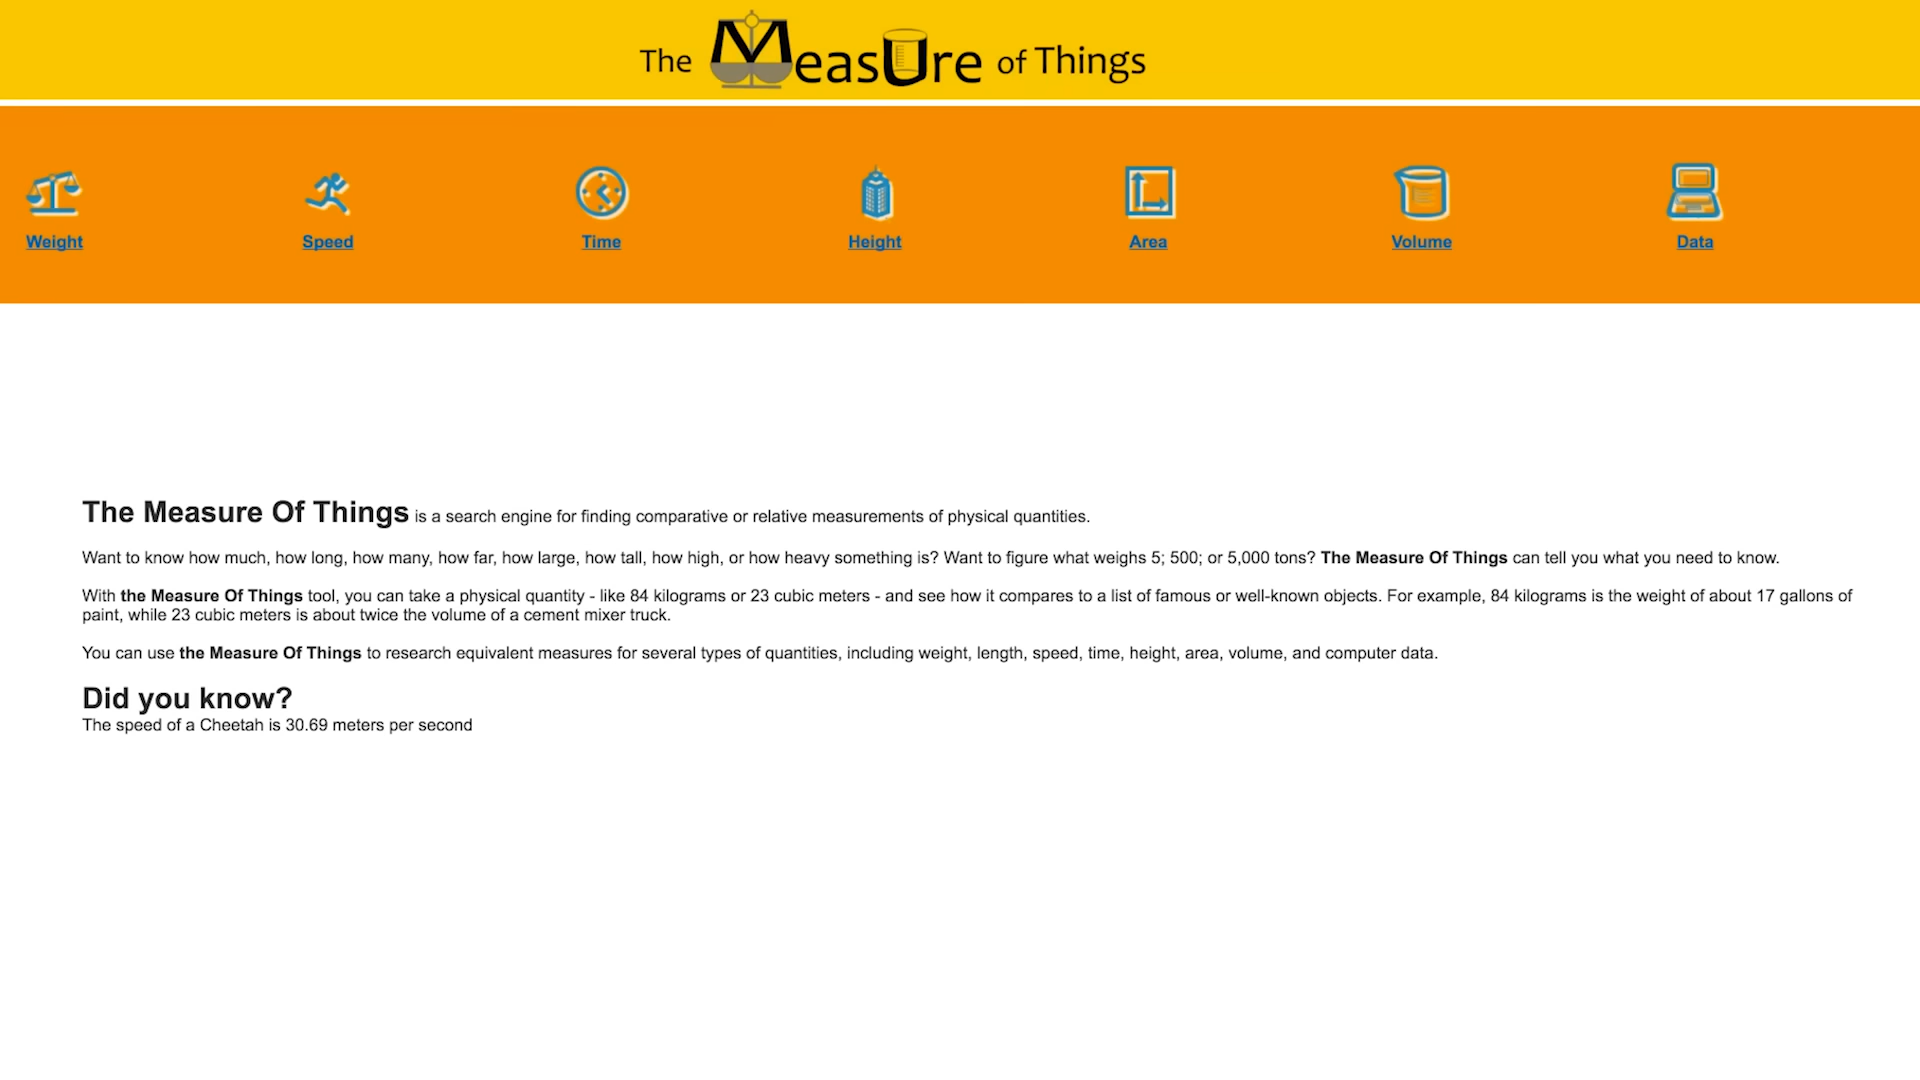 The Measure of Things
Weight
Speed
Time
Height
Area
Volume
Data
The Measure Of Things is a search engine for finding comparative or relative measurements of physical quantities.
Want to know how much, how long, how many, how far, how large, how tall, how high, or how heavy something is? Want to figure what weighs 5; 500; or 5,000 tons? The Measure Of Things can tell you what you need to know.
With the Measure Of Things tool, you can take a physical quantity - like 84 kilograms or 23 cubic meters - and see how it compares to a list of famous or well-known objects. For example, 84 kilograms is the weight of about 17 gallons of
paint, while 23 cubic meters is about twice the volume of a cement mixer truck.
You can use the Measure Of Things to research equivalent measures for several types of quantities, including weight, length, speed, time, height, area, volume, and computer data.
Did you know?
The speed of a Cheetah is 30.69 meters per second